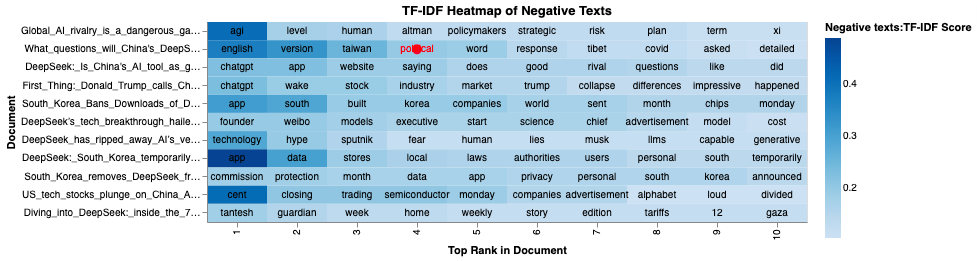 TF-IDF Heatmap of Negative Texts
Negative texts:TF-IDF Score
Document
Global_AI_rivalry_is_a_dangerous_ga... agi level human altman policymakers strategic risk plan term xi
What_questions_will_China's_DeepS... english version taiwan political word response tibet covid asked detailed
DeepSeek:_Is_China's_AI_tool_as_g... chatgpt app website saying does good rival questions like did
First_Thing:_Donald_Trump_calls_Ch... chatgpt wake stock industry market trump collapse differences impressive happened
South_Korea_Bans_Downloads_of_D... app south built korea companies world sent month chips monday
DeepSeek's_tech_breakthrough_haile... founder weibo models executive start science chief advertisement model cost
DeepSeek_has_ripped_away_AI's_ve... technology hype sputnik fear human lies musk llms capable generative
DeepSeek:_South_Korea_temporarily... app data stores local laws authorities users personal south temporarily
South_Korea_removes_DeepSeek_fr... commission protection month data app privacy personal south korea announced
US_tech_stocks_plunge_on_China_A... cent closing trading semiconductor monday companies advertisement alphabet loud divided
Diving_into_DeepSeek:_inside_the_7... tantesh guardian week home weekly story edition tariffs 12 gaza
1 2 3 4 5 6 7 8 9 10
Top Rank in Document
0.4
0.3
0.2